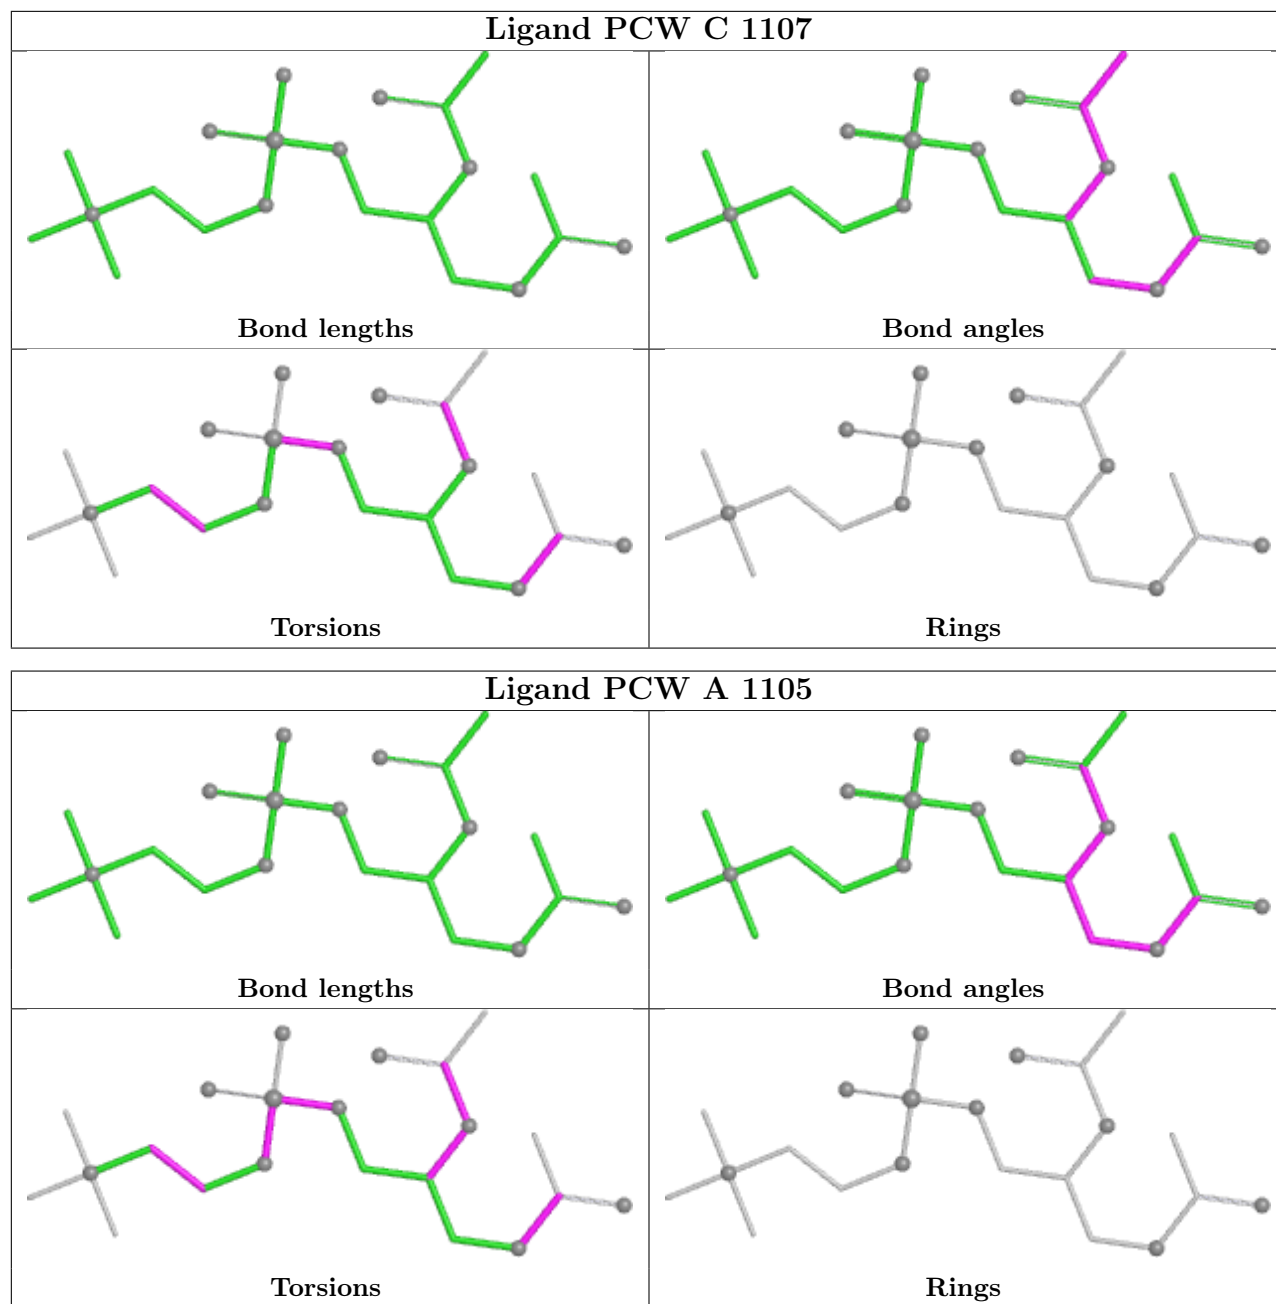 Ligand PCW C 1107
Bond lengths
Bond angles
Torsions
Rings
Ligand PCW A 1105
Bond lengths
Bond angles
Torsions
Rings